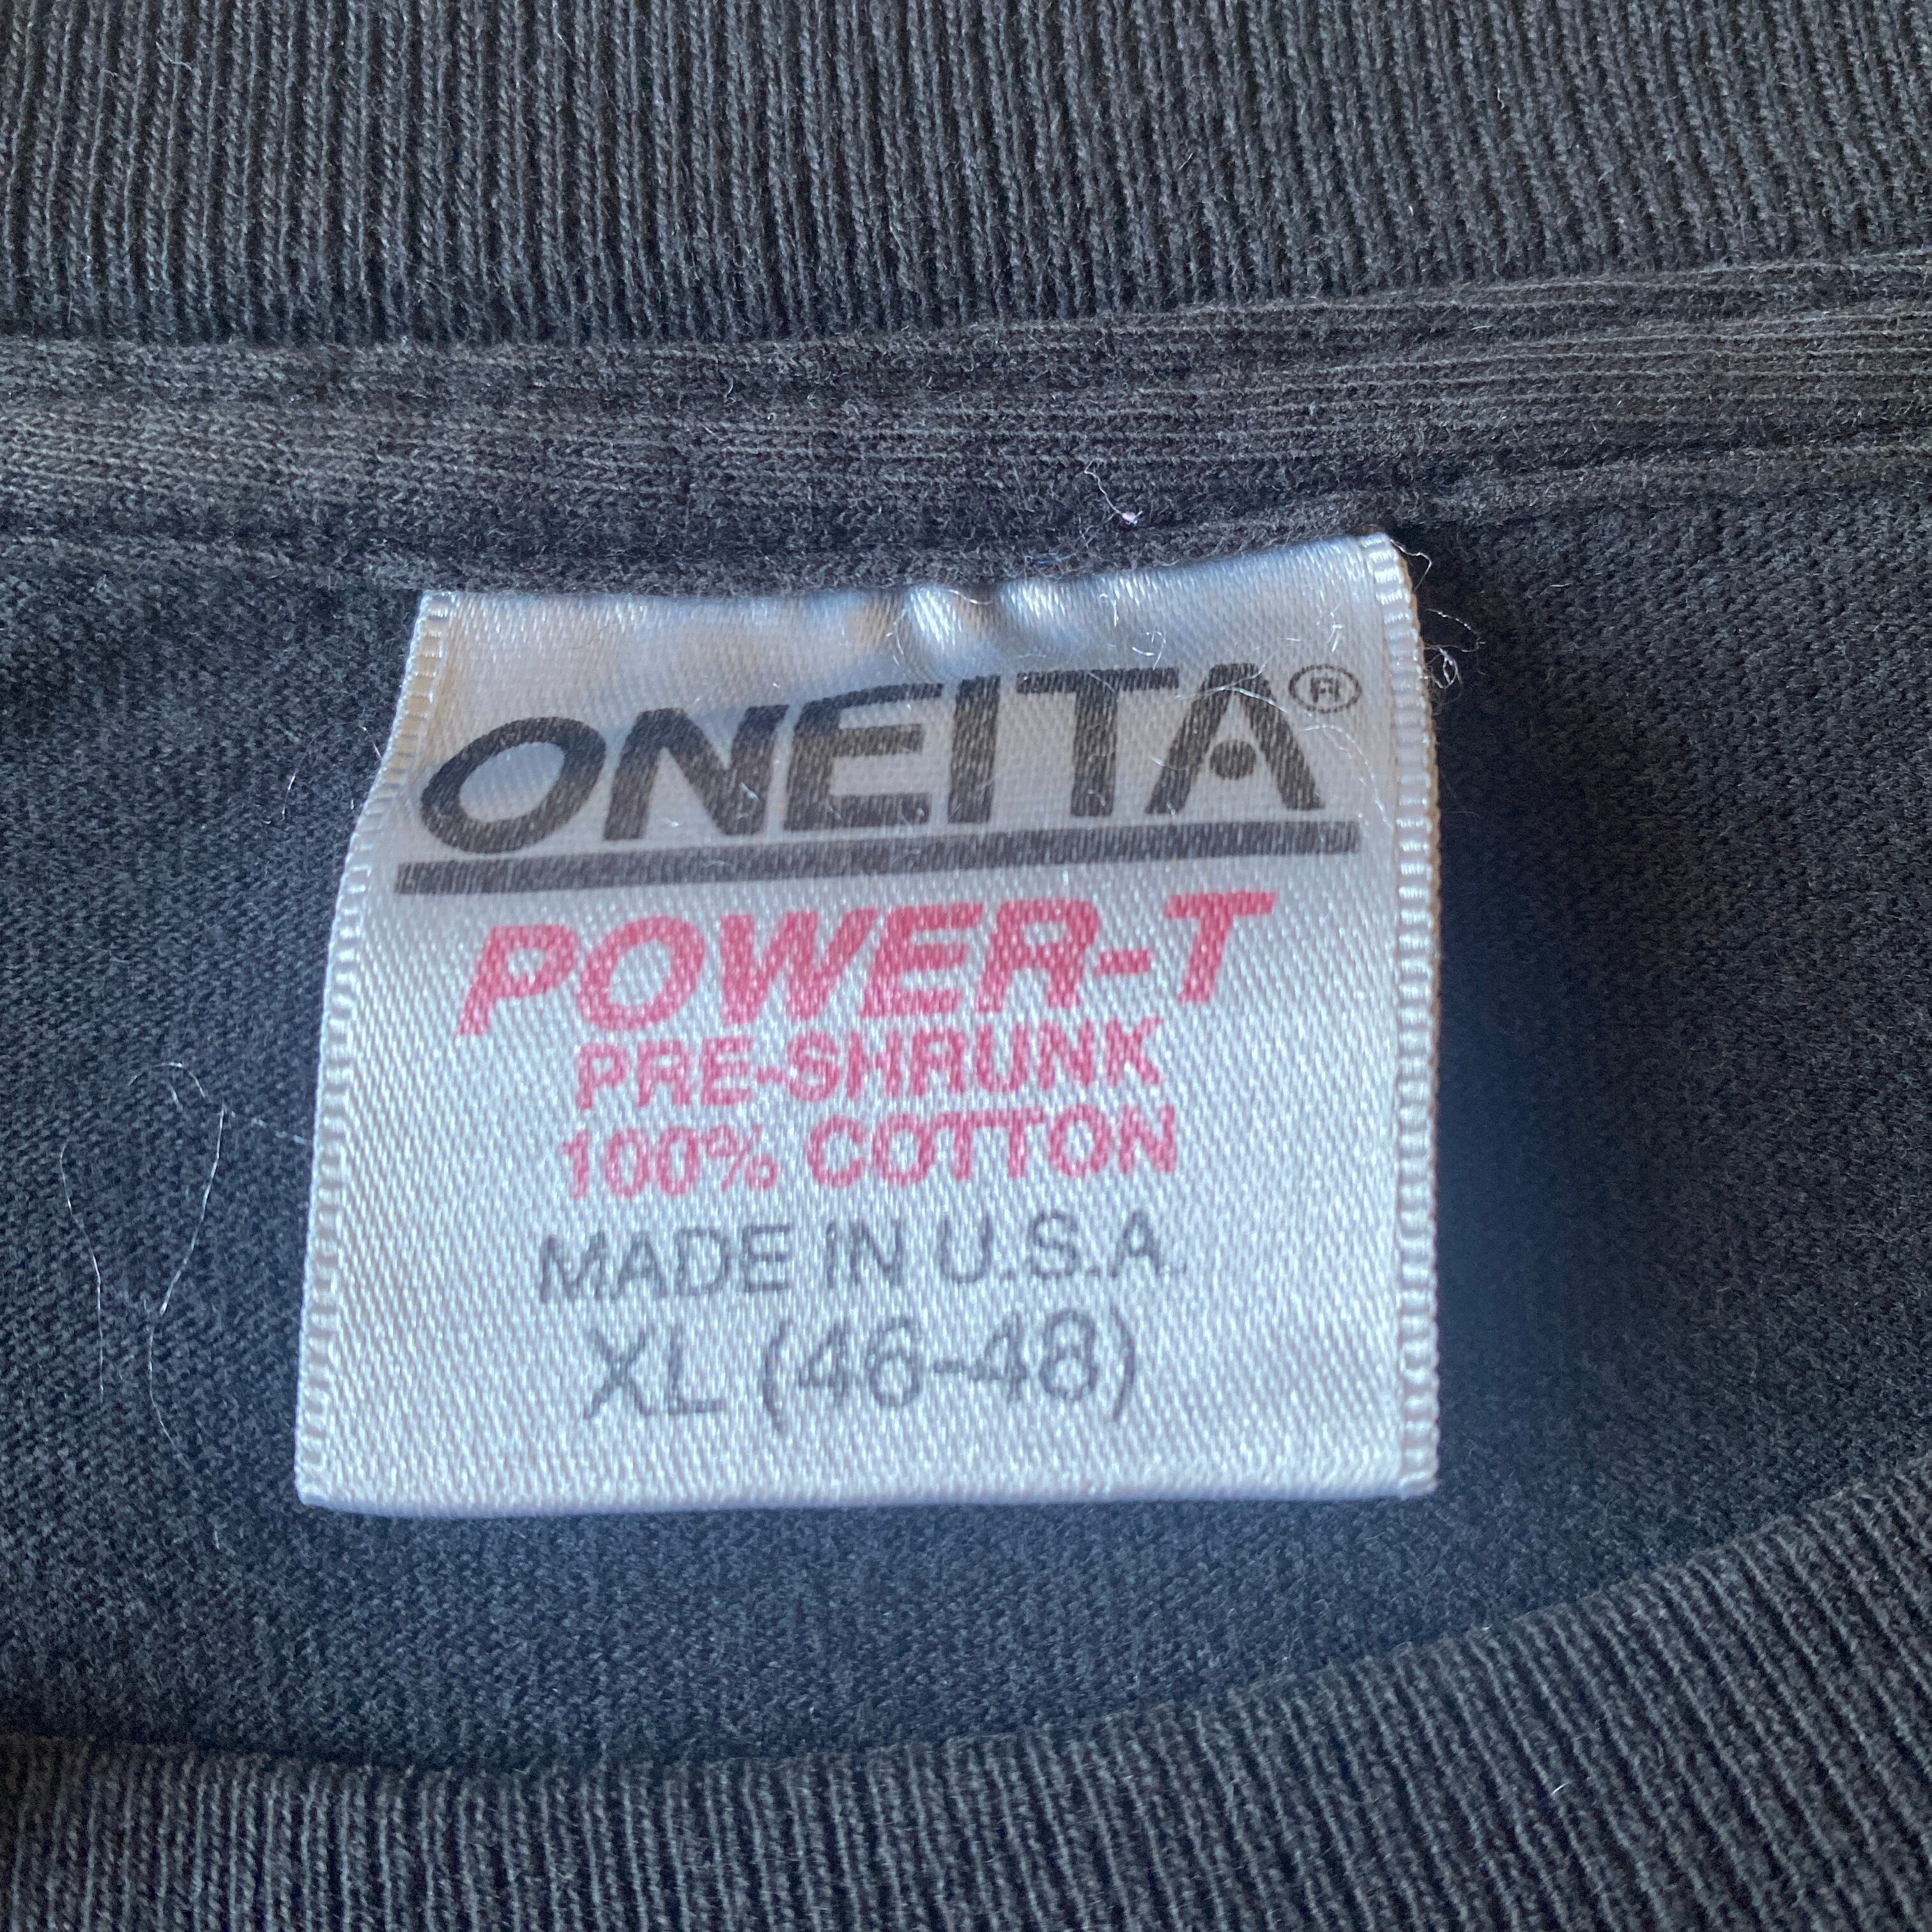 ONEITA®
POWER-T
PRE-SHRUNK
100% COTTON
MADE IN U.S.A.
XL (46-48)